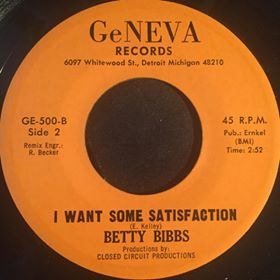 GeNEVA
RECORDS
6097 Whitewood St., Detroit Michigan 48210
GE-500-B
Side 2
45 R.P.M.
Remix Engr.:
R. Becker
Pub.: Ernkel
(BMI)
Time: 2:52
I WANT SOME SATISFACTION
(E. Kelley)
BETTY BIBBS
Produced by:
CLOSED CIRCUIT PRODUCTIONS